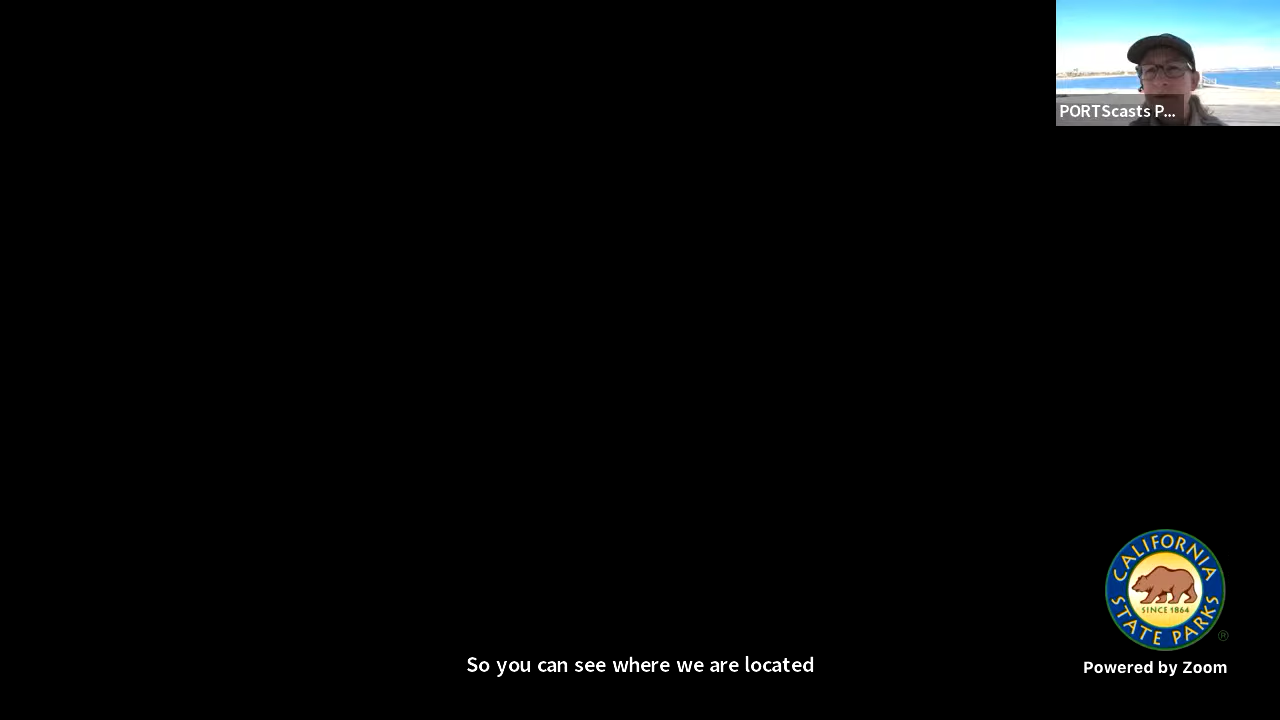 PORTScasts P...
CALIFORNIA
STATE PARKS
SINCE 1864
®
So you can see where we are located
Powered by Zoom